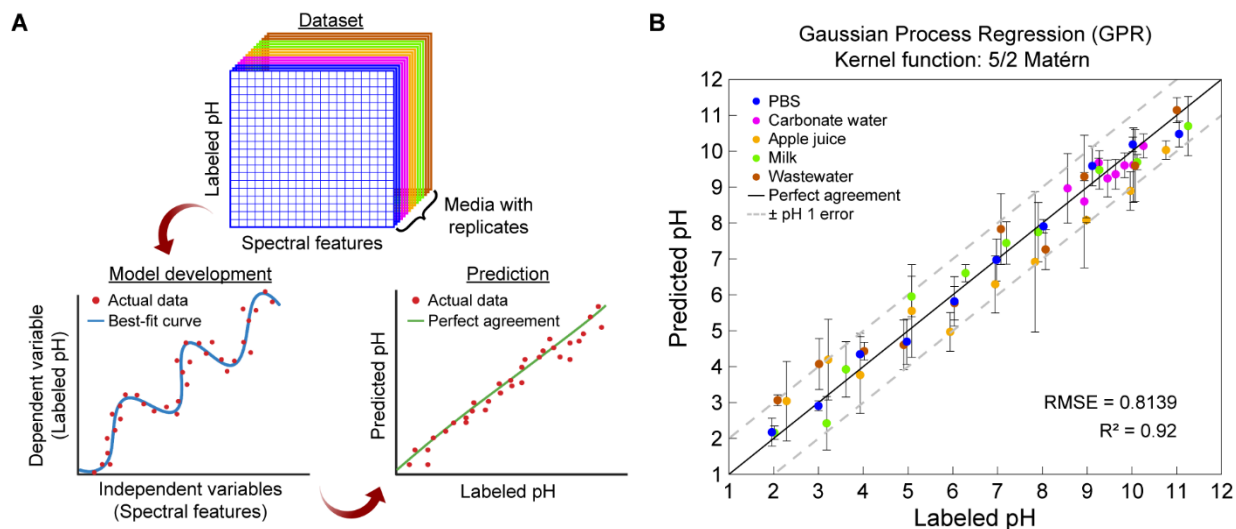 A
Dataset
Labeled pH
Spectral features
Media with
replicates
Model development
Actual data
Best-fit curve
Dependent variable
(Labeled pH)
Independent variables
(Spectral features)
Prediction
Actual data
Perfect agreement
Predicted pH
Labeled pH
B
Gaussian Process Regression (GPR)
Kernel function: 5/2 Matérn
PBS
Carbonate water
Apple juice
Milk
Wastewater
Perfect agreement
± pH 1 error
RMSE = 0.8139
R² = 0.92
Predicted pH
12
11
10
9
8
7
6
5
4
3
2
1
1 2 3 4 5 6 7 8 9 10 11 12
Labeled pH